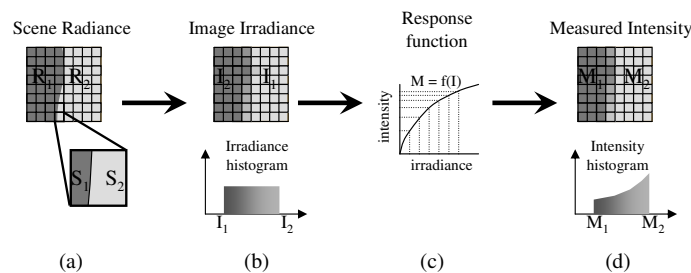 Scene Radiance
R1 R2
S1 S2
(a)
Image Irradiance
I2 I1
Irradiance
histogram
I1 I2
(b)
Response
function
M = f(I)
intensity
irradiance
(c)
Measured Intensity
M1 M2
Intensity
histogram
M1 M2
(d)